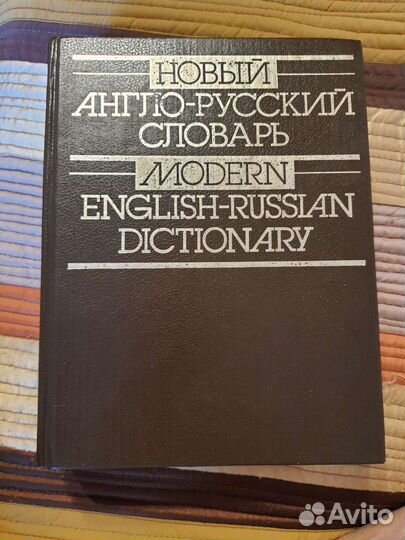 НОВЫЙ
АНГЛО-РУССКИЙ
СЛОВАРЬ
MODERN
ENGLISH-RUSSIAN
DICTIONARY
Avito